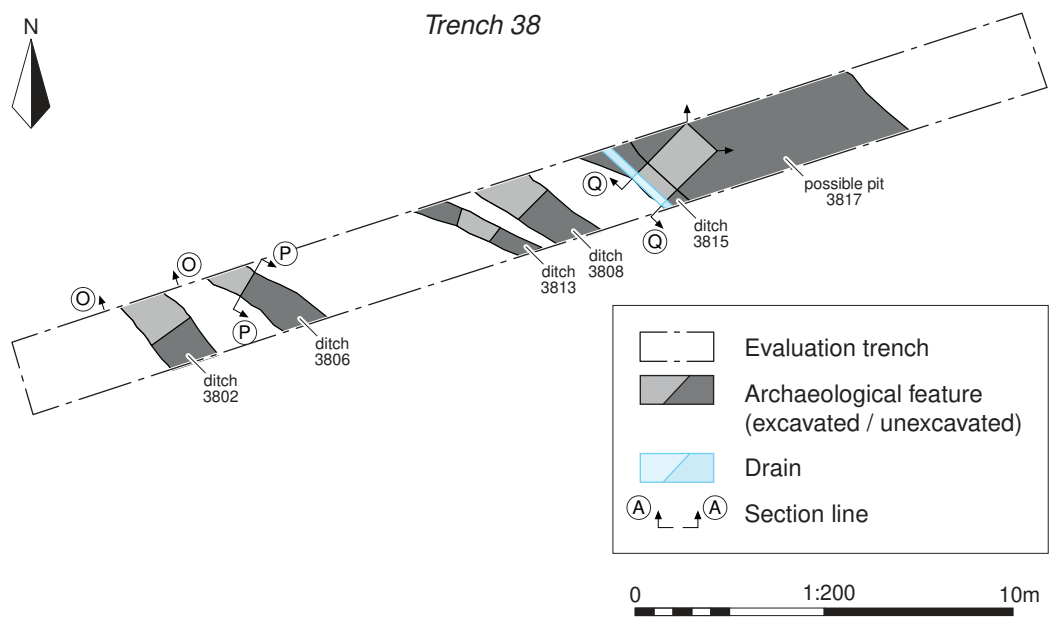 Trench 38
N
Q
possible pit
3817
ditch
3815
Q
ditch
3808
ditch
3813
P
O
O
P
ditch
3806
ditch
3802
Evaluation trench
Archaeological feature
(excavated / unexcavated)
Drain
A A Section line
0 1:200 10m